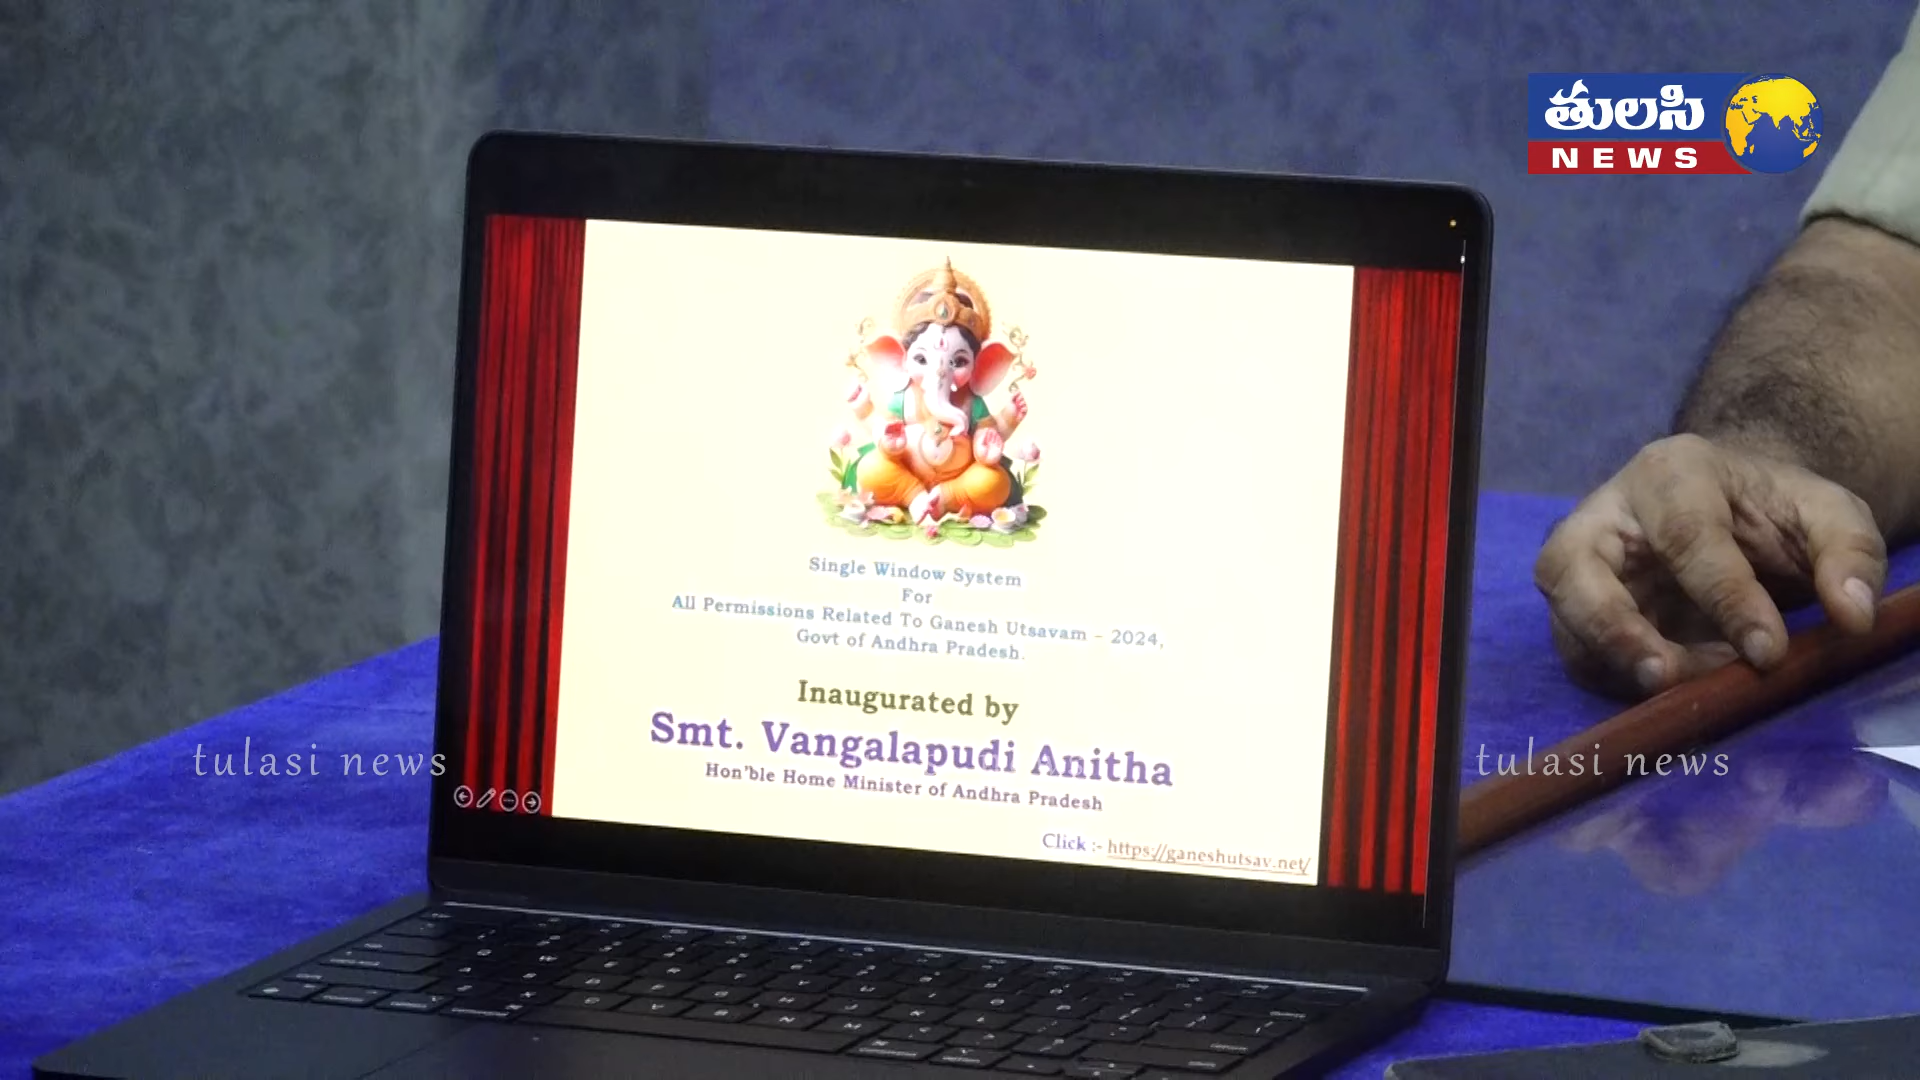 తులసి
NEWS
Single Window System
For
All Permissions Related To Ganesh Utsavam - 2024,
Govt of Andhra Pradesh.
Inaugurated by
Smt. Vangalapudi Anitha
Hon'ble Home Minister of Andhra Pradesh
Click :- https://ganeshutsav.net/
tulasi news
tulasi news